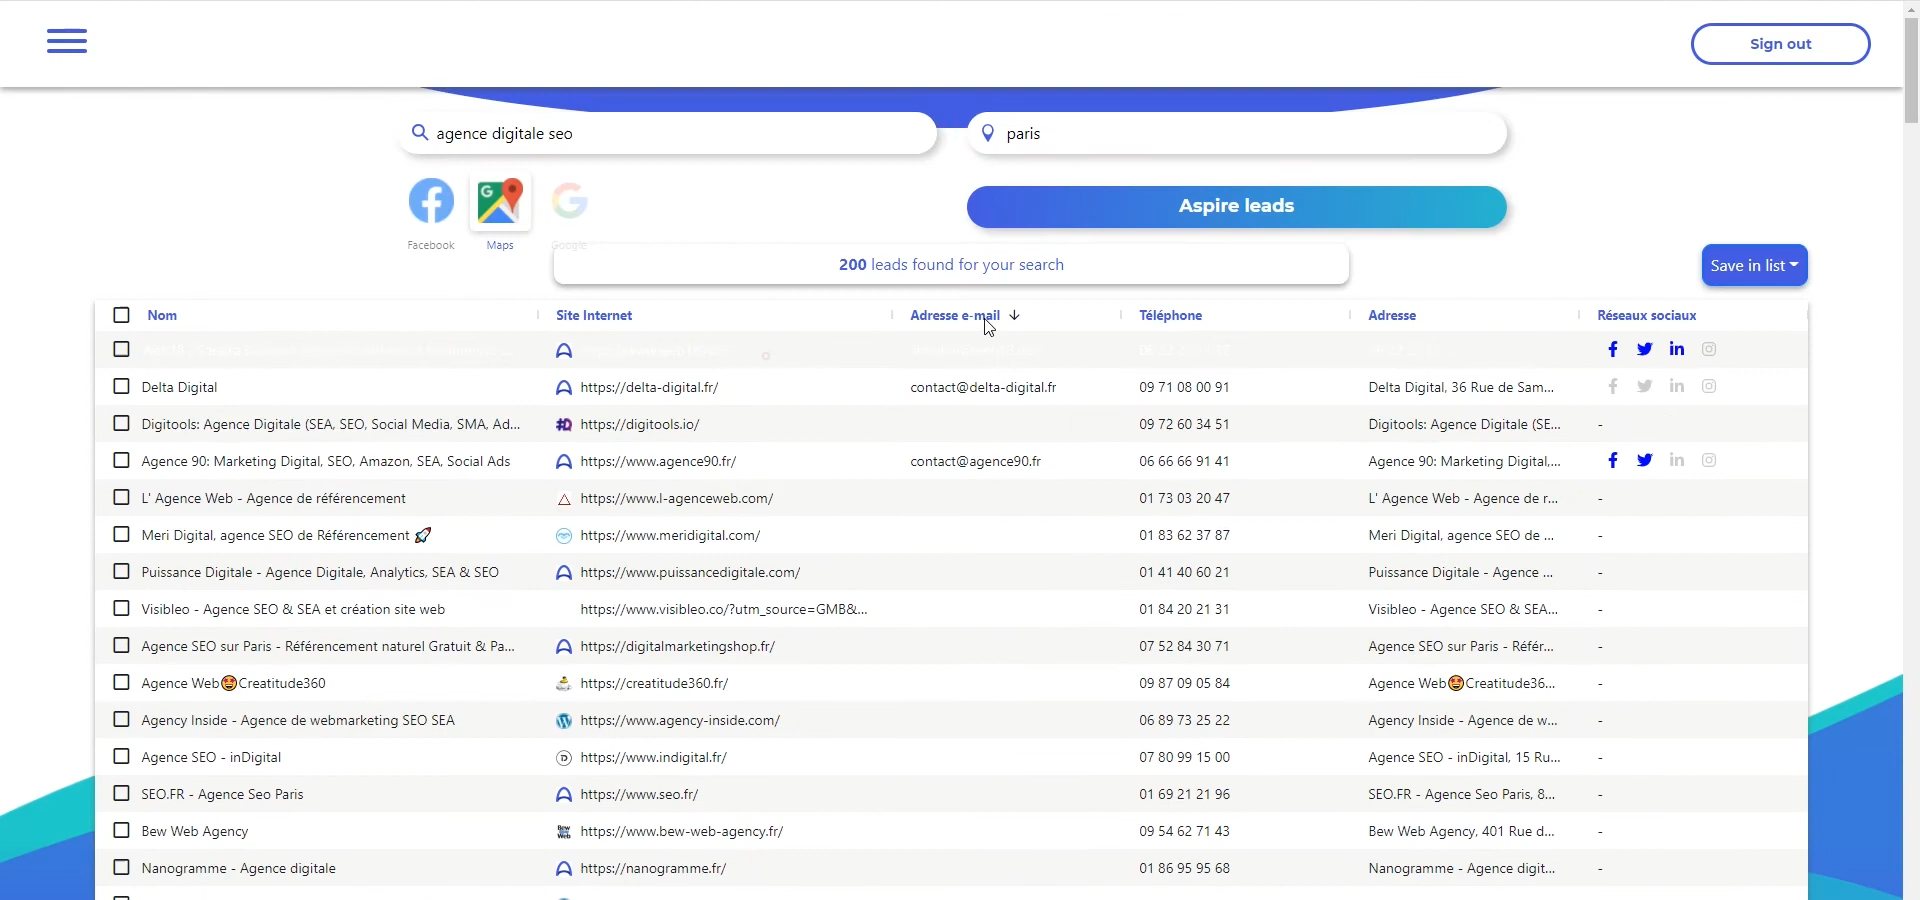 Sign out
agence digitale seo
paris
Facebook
Maps
Google
Aspire leads
200 leads found for your search
Save in list
Nom Site Internet Adresse e-mail Téléphone Adresse Réseaux sociaux
Delta Digital https://delta-digital.fr/ contact@delta-digital.fr 09 71 08 00 91 Delta Digital, 36 Rue de Sam...
Digitools: Agence Digitale (SEA, SEO, Social Media, SMA, Ad... https://digitools.io/ 09 72 60 34 51 Digitools: Agence Digitale (SE... -
Agence 90: Marketing Digital, SEO, Amazon, SEA, Social Ads https://www.agence90.fr/ contact@agence90.fr 06 66 66 91 41 Agence 90: Marketing Digital,...
L' Agence Web - Agence de référencement https://www.l-agenceweb.com/ 01 73 03 20 47 L' Agence Web - Agence de r... -
Meri Digital, agence SEO de Référencement 🚀 https://www.meridigital.com/ 01 83 62 37 87 Meri Digital, agence SEO de ... -
Puissance Digitale - Agence Digitale, Analytics, SEA & SEO https://www.puissancedigitale.com/ 01 41 40 60 21 Puissance Digitale - Agence ... -
Visibleo - Agence SEO & SEA et création site web https://www.visibleo.co/?utm_source=GMB&... 01 84 20 21 31 Visibleo - Agence SEO & SEA... -
Agence SEO sur Paris - Référencement naturel Gratuit & Pa... https://digitalmarketingshop.fr/ 07 52 84 30 71 Agence SEO sur Paris - Référ... -
Agence Web🤩Creatitude360 https://creatitude360.fr/ 09 87 09 05 84 Agence Web🤩Creatitude36... -
Agency Inside - Agence de webmarketing SEO SEA https://www.agency-inside.com/ 06 89 73 25 22 Agency Inside - Agence de w... -
Agence SEO - inDigital https://www.indigital.fr/ 07 80 99 15 00 Agence SEO - inDigital, 15 Ru... -
SEO.FR - Agence Seo Paris https://www.seo.fr/ 01 69 21 21 96 SEO.FR - Agence Seo Paris, 8... -
Bew Web Agency https://www.bew-web-agency.fr/ 09 54 62 71 43 Bew Web Agency, 401 Rue d... -
Nanogramme - Agence digitale https://nanogramme.fr/ 01 86 95 95 68 Nanogramme - Agence digit... -